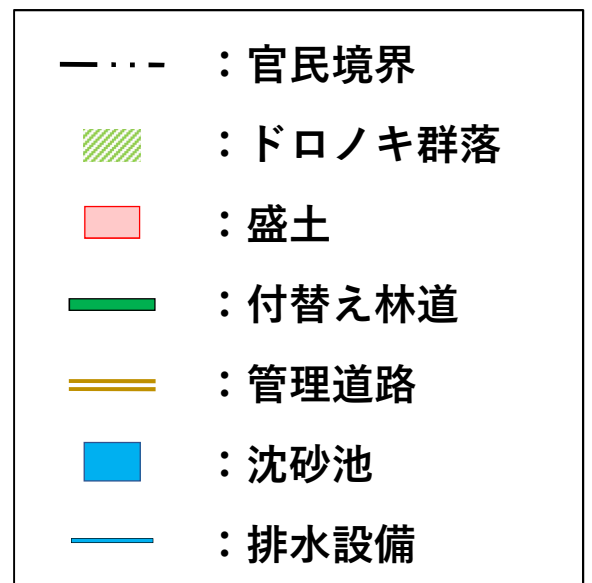 ：官民境界
：ドロノキ群落
：盛土
：付替え林道
：管理道路
：沈砂池
：排水設備